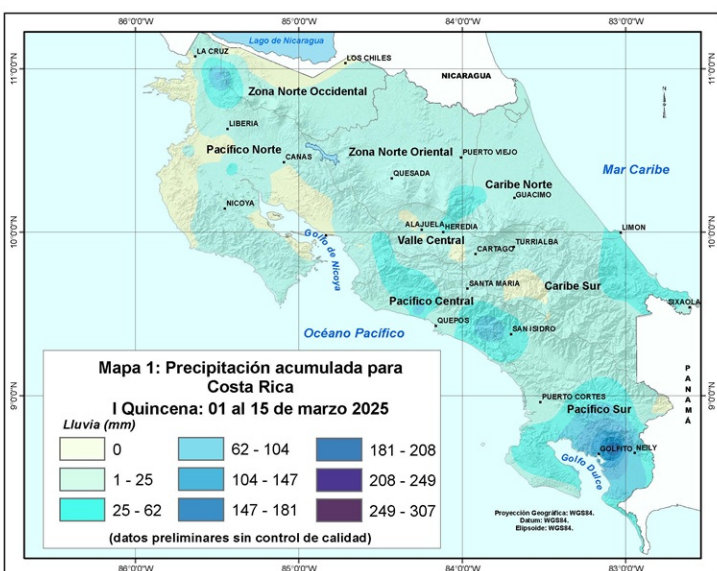 86°0'0"W 85°0'0"W 84°0'0"W 83°0'0"W
11°0'0"N
10°0'0"N
9°0'0"N
11°0'0"N
10°0'0"N
9°0'0"N
Lago de Nicaragua
LA CRUZ
LOS CHILES
NICARAGUA
N
Zona Norte Occidental
LIBERIA
Pacífico Norte
CANAS
Zona Norte Oriental
PUERTO VIEJO
Mar Caribe
QUESADA
Caribe Norte
GUACIMO
NICOYA
ALAJUELA
HEREDIA
LIMON
Golfo de Nicoya
Valle Central
CARTAGO
TURRIALBA
SANTA MARIA
Caribe Sur
SIXAOLA
Pacífico Central
QUEPOS
SAN ISIDRO
Océano Pacífico
PANAMÁ
PUERTO CORTES
Pacífico Sur
GOLFITO
NEILY
Golfo Dulce
Mapa 1: Precipitación acumulada para
Costa Rica
I Quincena: 01 al 15 de marzo 2025
Lluvia (mm)
0
1 - 25
25 - 62
62 - 104
104 - 147
147 - 181
181 - 208
208 - 249
249 - 307
(datos preliminares sin control de calidad)
Proyección Geográfica: WGS84.
Datum: WGS84.
Elipsoide: WGS84.
86°0'0"W 85°0'0"W 84°0'0"W 83°0'0"W